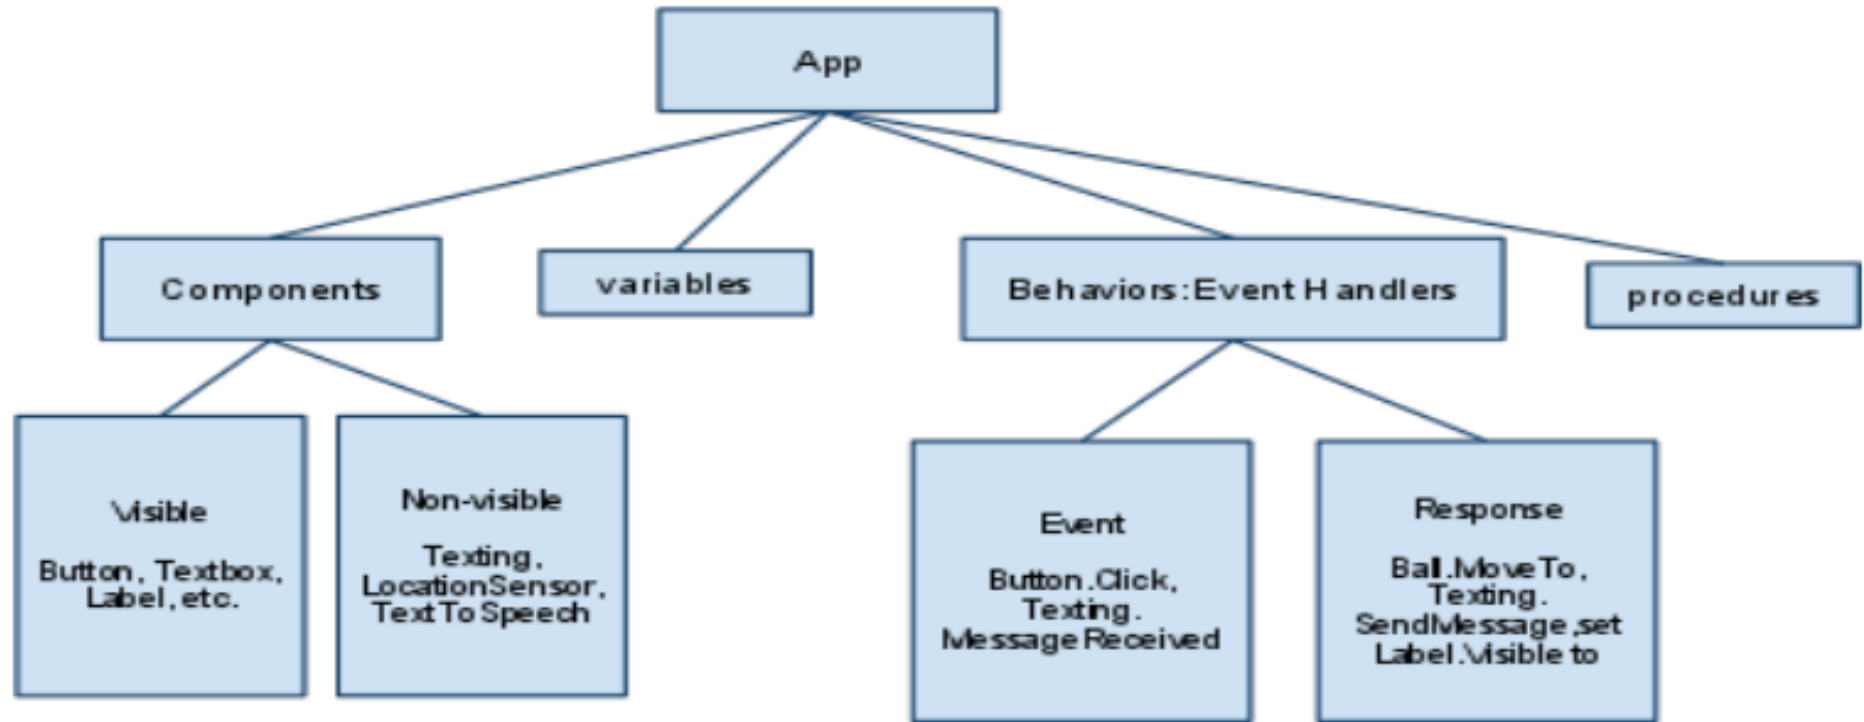 App
Components
variables
Behaviors:Event Handlers
procedures
Visible
Button, Textbox,
Label, etc.
Non-visible
Texting,
LocationSensor,
TextToSpeech
Event
Button.Click,
Texting.
MessageReceived
Response
Ball.MoveTo,
Texting.
SendMessage,set
Label.Visible to